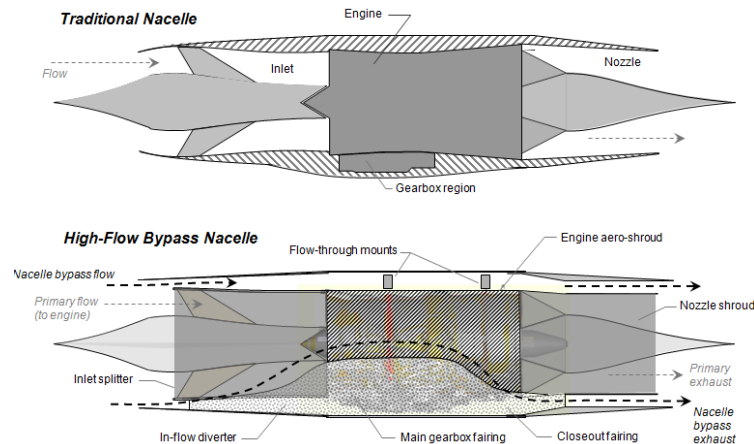 Traditional Nacelle
Engine
Flow
Inlet
Nozzle
Gearbox region
High-Flow Bypass Nacelle
Flow-through mounts
Engine aero-shroud
Nacelle bypass flow
Primary flow
(to engine)
Nozzle shroud
Inlet splitter
Primary
exhaust
In-flow diverter
Main gearbox fairing
Closeout fairing
Nacelle
bypass
exhaust